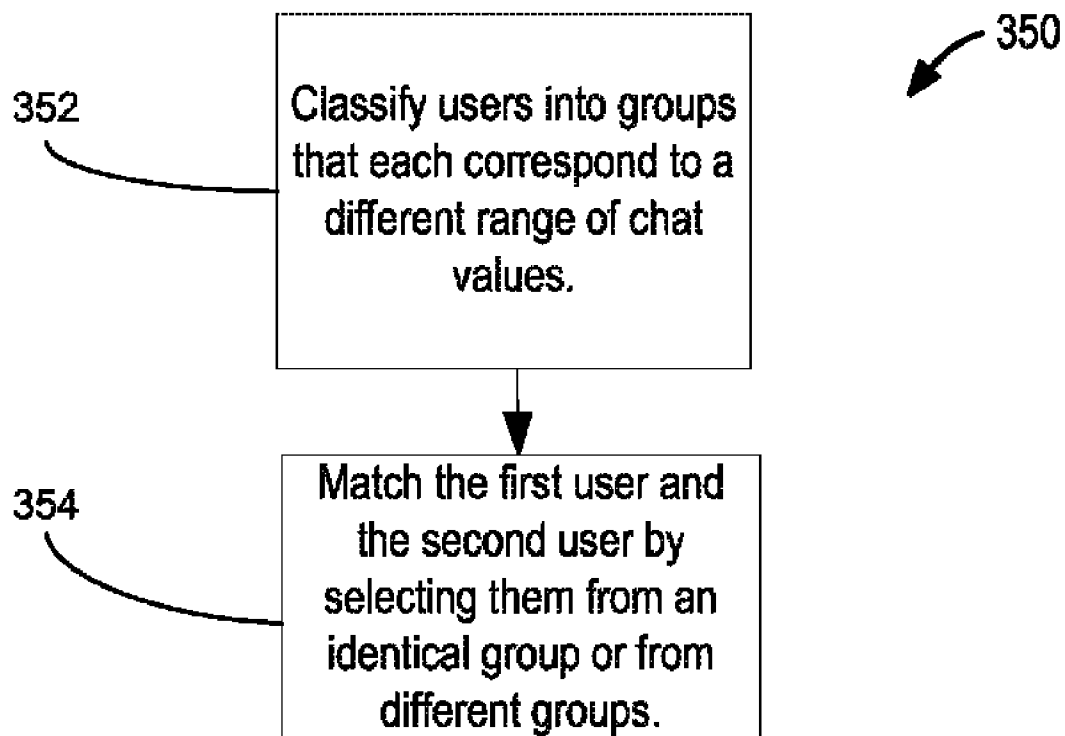 350
352
Classify users into groups
that each correspond to a
different range of chat
values.
354
Match the first user and
the second user by
selecting them from an
identical group or from
different groups.